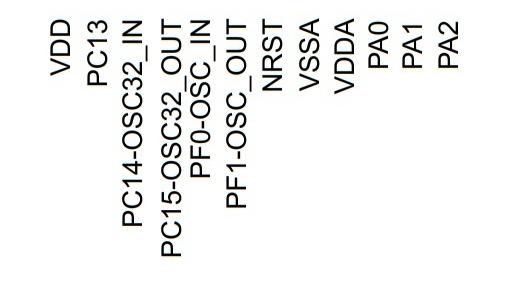 VDD
PC13
PC14-OSC32_IN
PC15-OSC32_OUT
PF0-OSC_IN
PF1-OSC_OUT
NRST
VSSA
VDDA
PA0
PA1
PA2